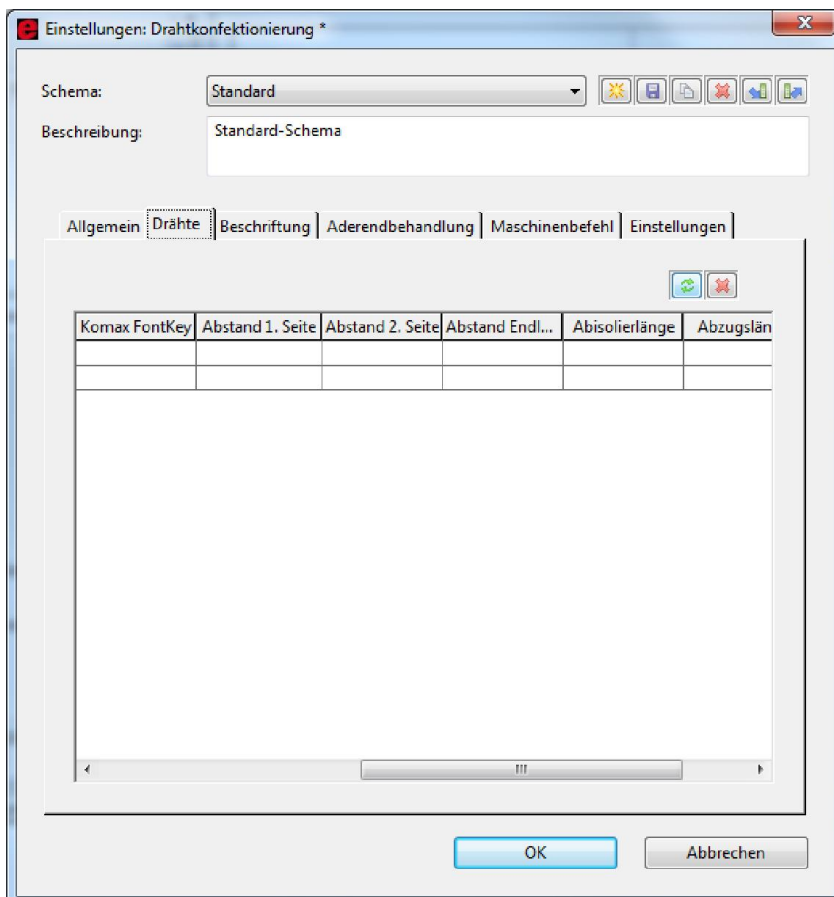 Einstellungen: Drahtkonfektionierung *
Schema: Standard
Beschreibung: Standard-Schema
Allgemein Drähte Beschriftung Aderendbehandlung Maschinenbefehl Einstellungen
Komax FontKey Abstand 1. Seite Abstand 2. Seite Abstand Endl... Abisolierlänge Abzugslän
OK Abbrechen